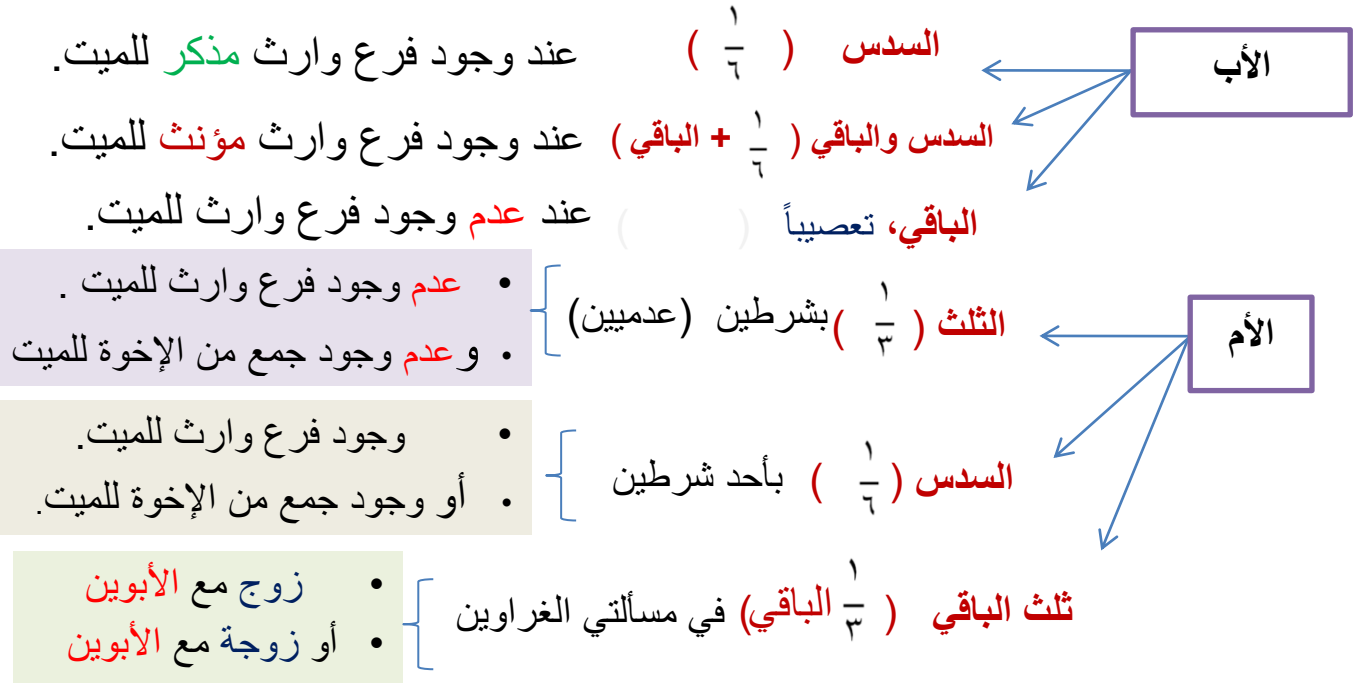 الأب
السدس ( ١/٦ ) عند وجود فرع وارث مذكر للميت.
السدس والباقي ( ١/٦ + الباقي ) عند وجود فرع وارث مؤنث للميت.
الباقي، تعصيباً ( ) عند عدم وجود فرع وارث للميت.
الأم
الثلث ( ١/٣ ) بشرطين (عدميين)
• عدم وجود فرع وارث للميت .
• و عدم وجود جمع من الإخوة للميت
السدس ( ١/٦ ) بأحد شرطين
• وجود فرع وارث للميت.
• أو وجود جمع من الإخوة للميت.
ثلث الباقي ( ١/٣ الباقي) في مسألتي الغراوين
• زوج مع الأبوين
• أو زوجة مع الأبوين